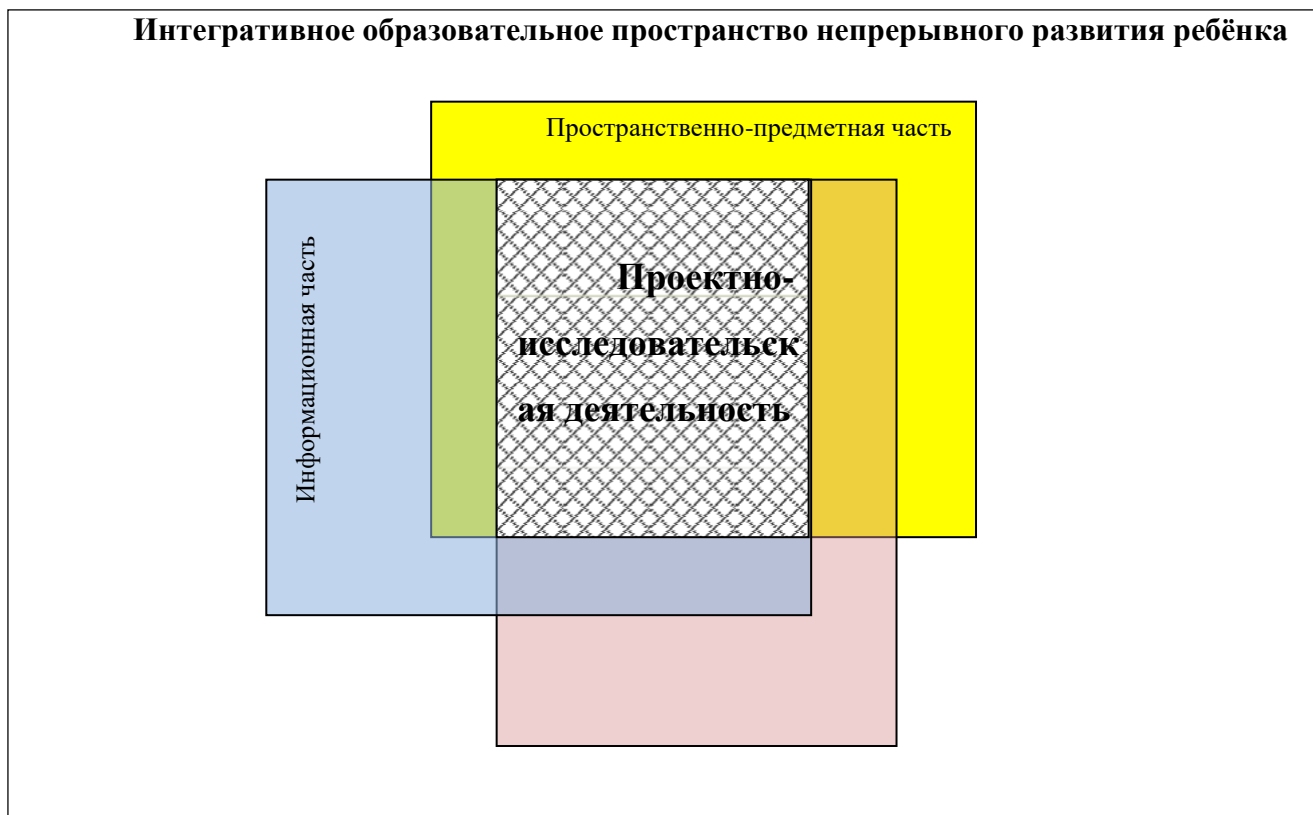 Интегративное образовательное пространство непрерывного развития ребёнка
Пространственно-предметная часть
Информационная часть
Проектно-
исследовательск
ая деятельность